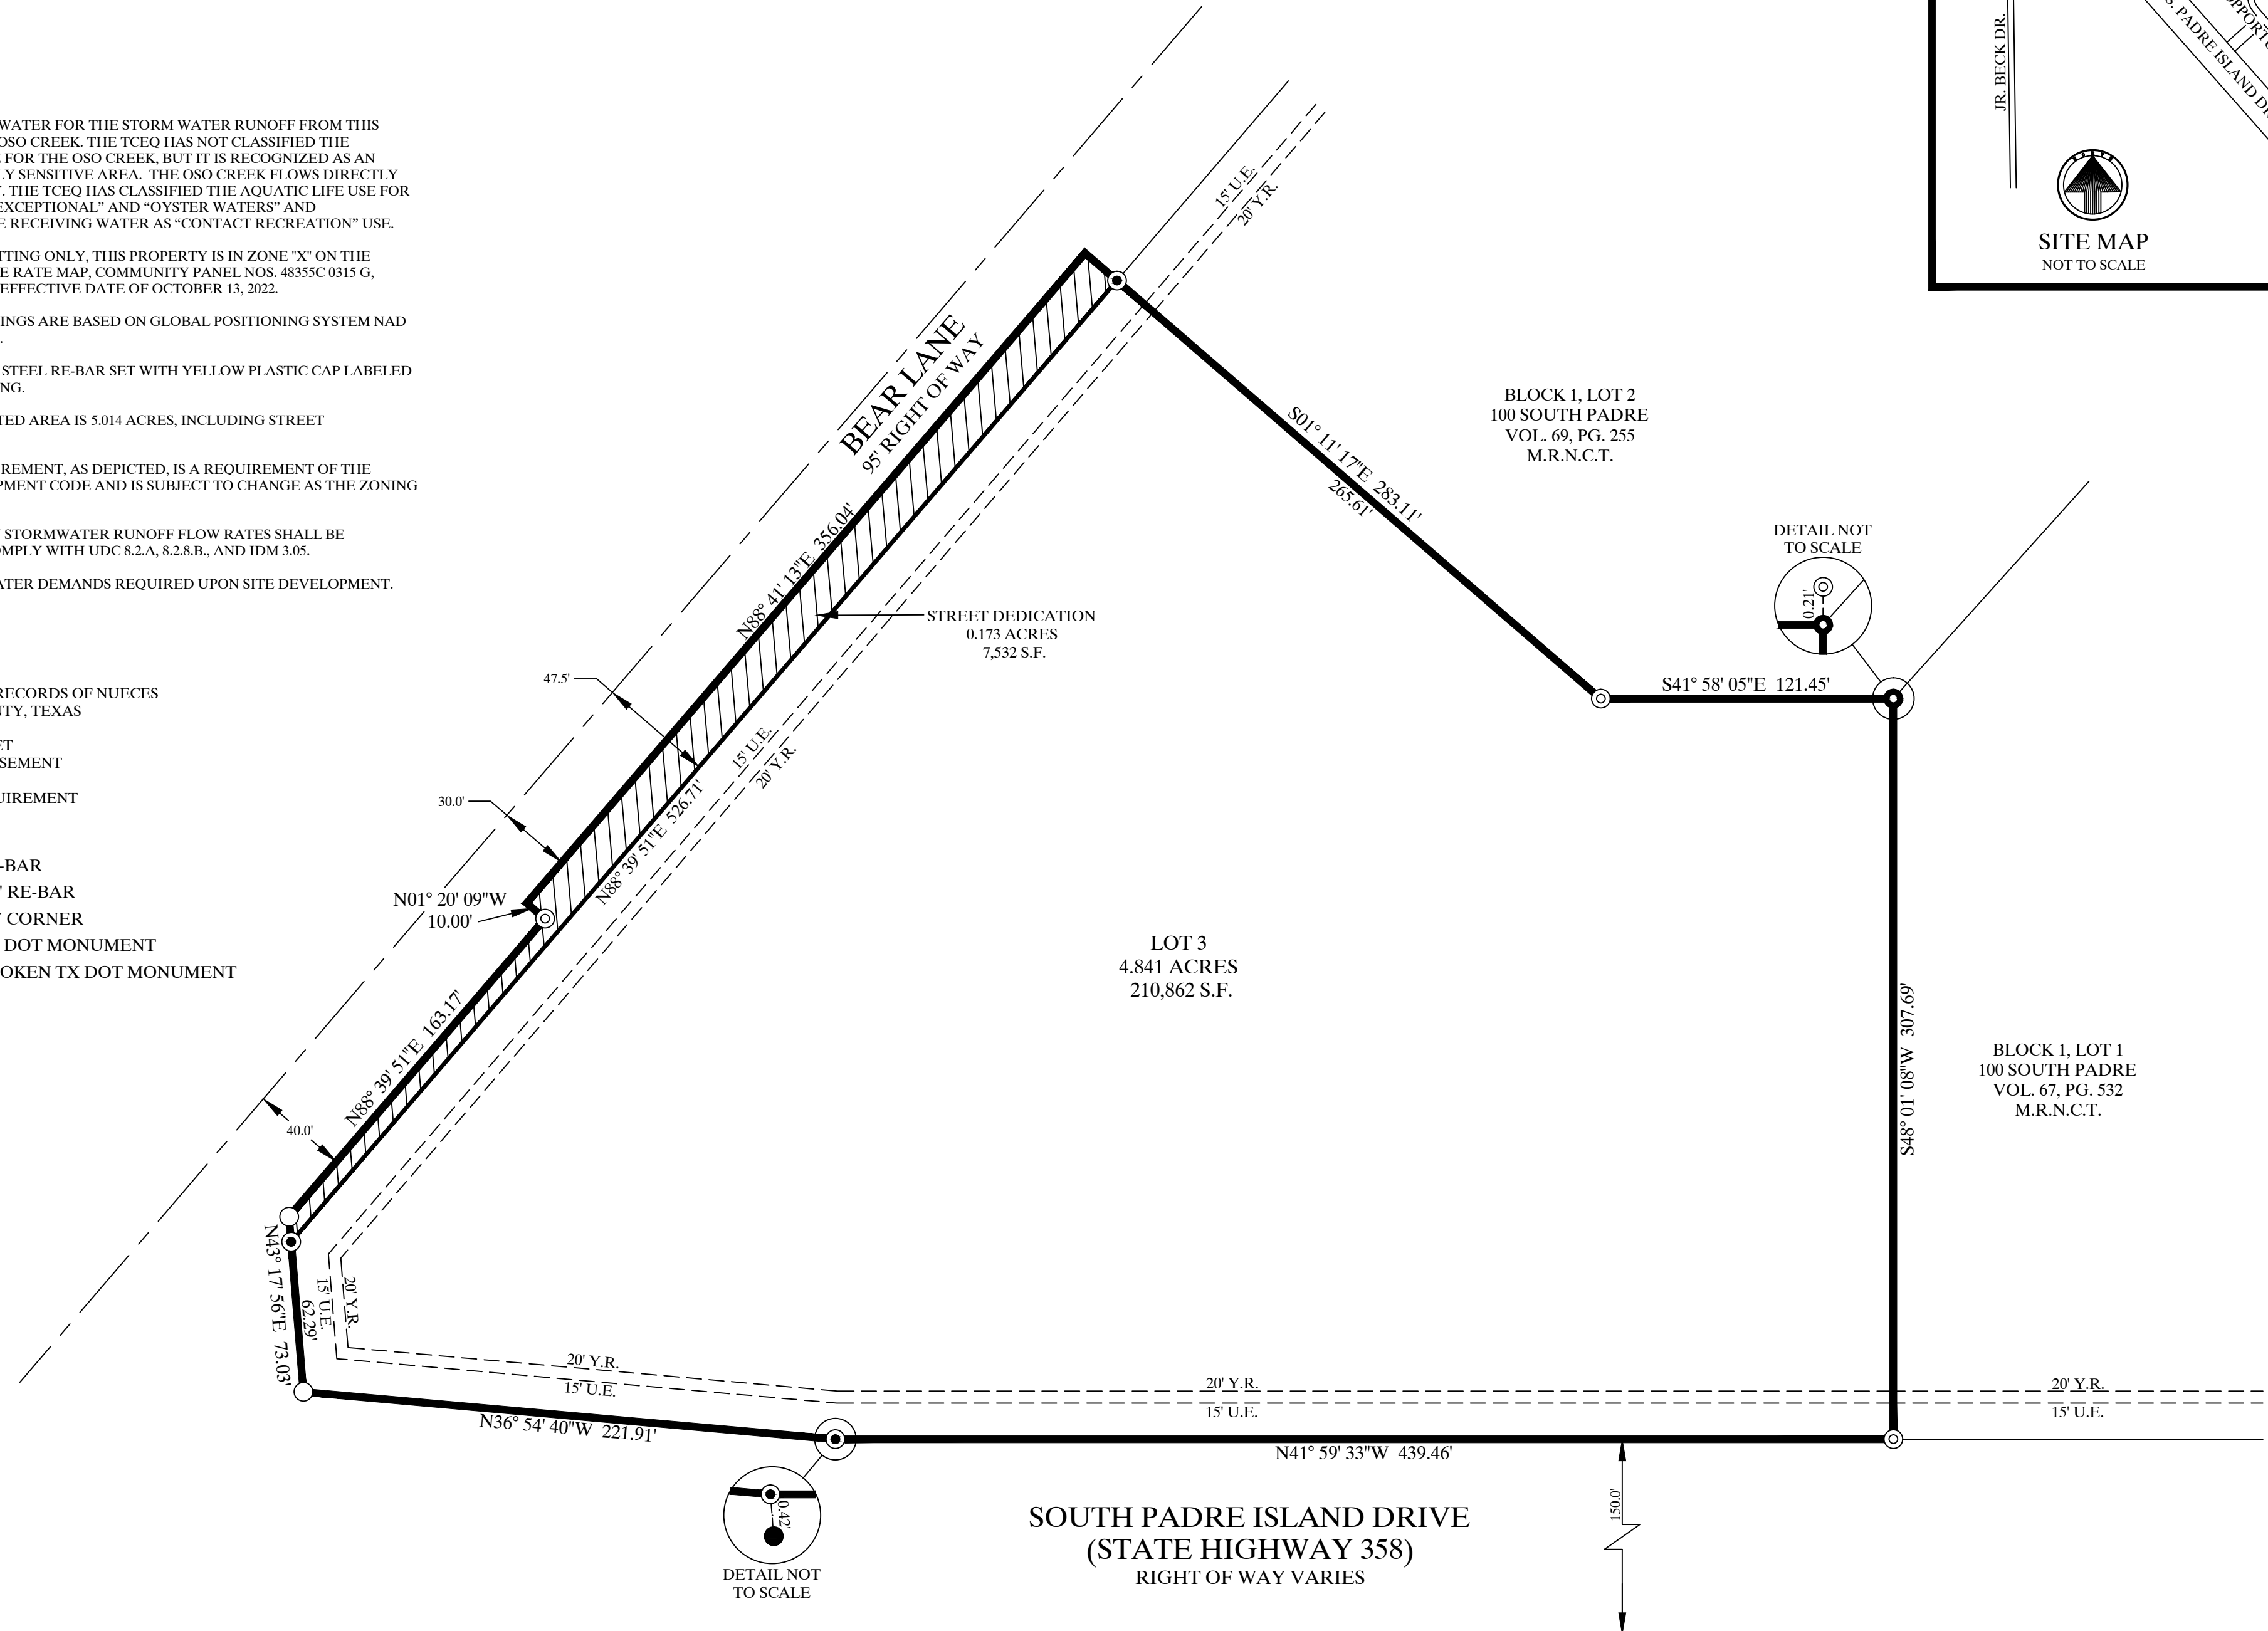 WATER FOR THE STORM WATER RUNOFF FROM THIS
OSO CREEK. THE TCEQ HAS NOT CLASSIFIED THE
FOR THE OSO CREEK, BUT IT IS RECOGNIZED AS AN
LY SENSITIVE AREA. THE OSO CREEK FLOWS DIRECTLY
. THE TCEQ HAS CLASSIFIED THE AQUATIC LIFE USE FOR
EXCEPTIONAL” AND “OYSTER WATERS” AND
E RECEIVING WATER AS “CONTACT RECREATION” USE.
TTING ONLY, THIS PROPERTY IS IN ZONE "X" ON THE
E RATE MAP, COMMUNITY PANEL NOS. 48355C 0315 G,
EFFECTIVE DATE OF OCTOBER 13, 2022.
INGS ARE BASED ON GLOBAL POSITIONING SYSTEM NAD
.
STEEL RE-BAR SET WITH YELLOW PLASTIC CAP LABELED
NG.
TED AREA IS 5.014 ACRES, INCLUDING STREET
REMENT, AS DEPICTED, IS A REQUIREMENT OF THE
PMENT CODE AND IS SUBJECT TO CHANGE AS THE ZONING
STORMWATER RUNOFF FLOW RATES SHALL BE
OMPLY WITH UDC 8.2.A, 8.2.8.B., AND IDM 3.05.
ATER DEMANDS REQUIRED UPON SITE DEVELOPMENT.
RECORDS OF NUECES
NTY, TEXAS
ET
SEMENT
UIREMENT
-BAR
" RE-BAR
Y CORNER
DOT MONUMENT
OKEN TX DOT MONUMENT
JR. BECK DR.
S. PADRE ISLAND DR
OPPORTU
SITE MAP
NOT TO SCALE
15' U.E.
20' Y.R.
BEAR LANE
95' RIGHT OF WAY
S01° 11' 17"E 283.11'
265.61'
BLOCK 1, LOT 2
100 SOUTH PADRE
VOL. 69, PG. 255
M.R.N.C.T.
DETAIL NOT
TO SCALE
0.21'
N88° 41' 13"E 356.04'
STREET DEDICATION
0.173 ACRES
7,532 S.F.
47.5'
S41° 58' 05"E 121.45'
15' U.E.
20' Y.R.
30.0'
N88° 39' 51"E 526.71'
N01° 20' 09"W
10.00'
LOT 3
4.841 ACRES
210,862 S.F.
N88° 39' 51"E 163.17'
40.0'
S48° 01' 08"W 307.69'
BLOCK 1, LOT 1
100 SOUTH PADRE
VOL. 67, PG. 532
M.R.N.C.T.
N43° 17' 56"E 73.03'
62.29'
15' U.E.
20' Y.R.
20' Y.R.
15' U.E.
20' Y.R.
15' U.E.
20' Y.R.
15' U.E.
N36° 54' 40"W 221.91'
N41° 59' 33"W 439.46'
0.42'
DETAIL NOT
TO SCALE
SOUTH PADRE ISLAND DRIVE
(STATE HIGHWAY 358)
RIGHT OF WAY VARIES
150.0'